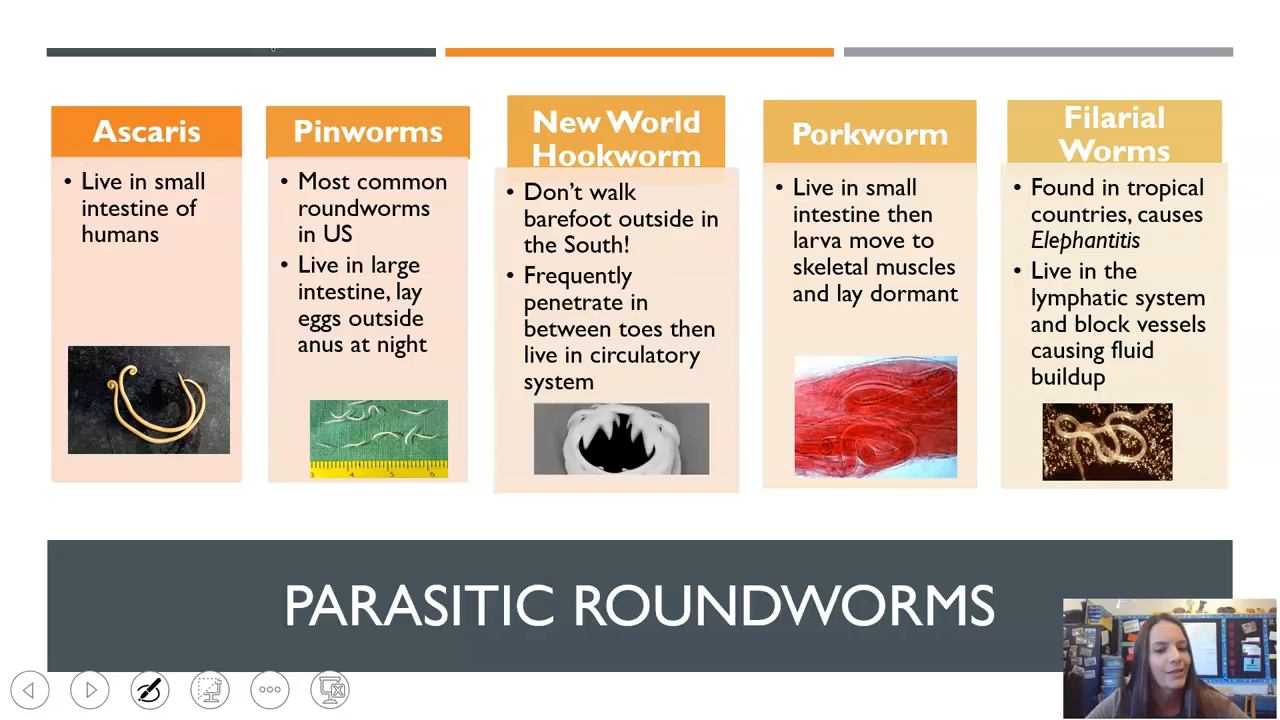 Ascaris
• Live in small
intestine of
humans
Pinworms
• Most common
roundworms
in US
• Live in large
intestine, lay
eggs outside
anus at night
3 4 5 6
New World
Hookworm
• Don't walk
barefoot outside in
the South!
• Frequently
penetrate in
between toes then
live in circulatory
system
Porkworm
• Live in small
intestine then
larva move to
skeletal muscles
and lay dormant
Filarial
Worms
• Found in tropical
countries, causes
Elephantitis
• Live in the
lymphatic system
and block vessels
causing fluid
buildup
PARASITIC ROUNDWORMS